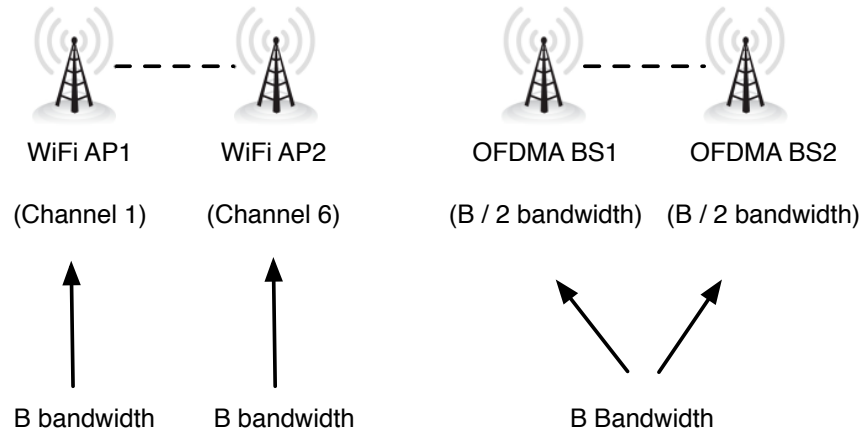 WiFi AP1 WiFi AP2 OFDMA BS1 OFDMA BS2
(Channel 1) (Channel 6) (B / 2 bandwidth) (B / 2 bandwidth)
B bandwidth B bandwidth B Bandwidth